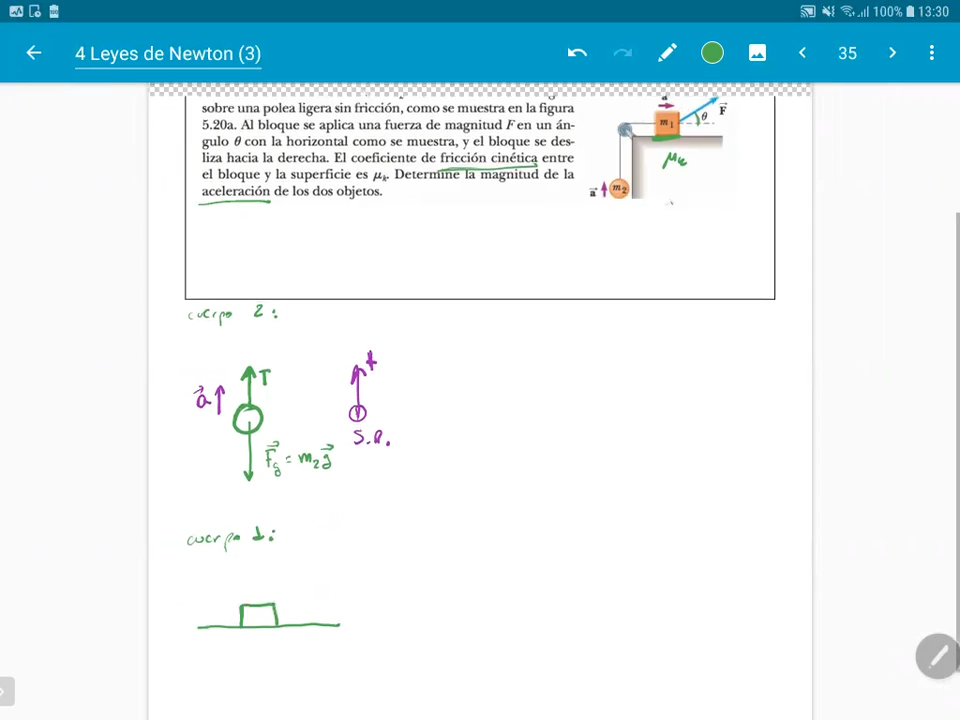 100% 13:30
4 Leyes de Newton (3)
35
sobre una polea ligera sin fricción, como se muestra en la figura
5.20a. Al bloque se aplica una fuerza de magnitud F en un án-
gulo θ con la horizontal como se muestra, y el bloque se des-
liza hacia la derecha. El coeficiente de fricción cinética entre
el bloque y la superficie es μk. Determine la magnitud de la
aceleración de los dos objetos.
F
θ
m1
μk
a m2
cuerpo 2:
a T
+
S.R.
Fg = m2g
cuerpo 1: